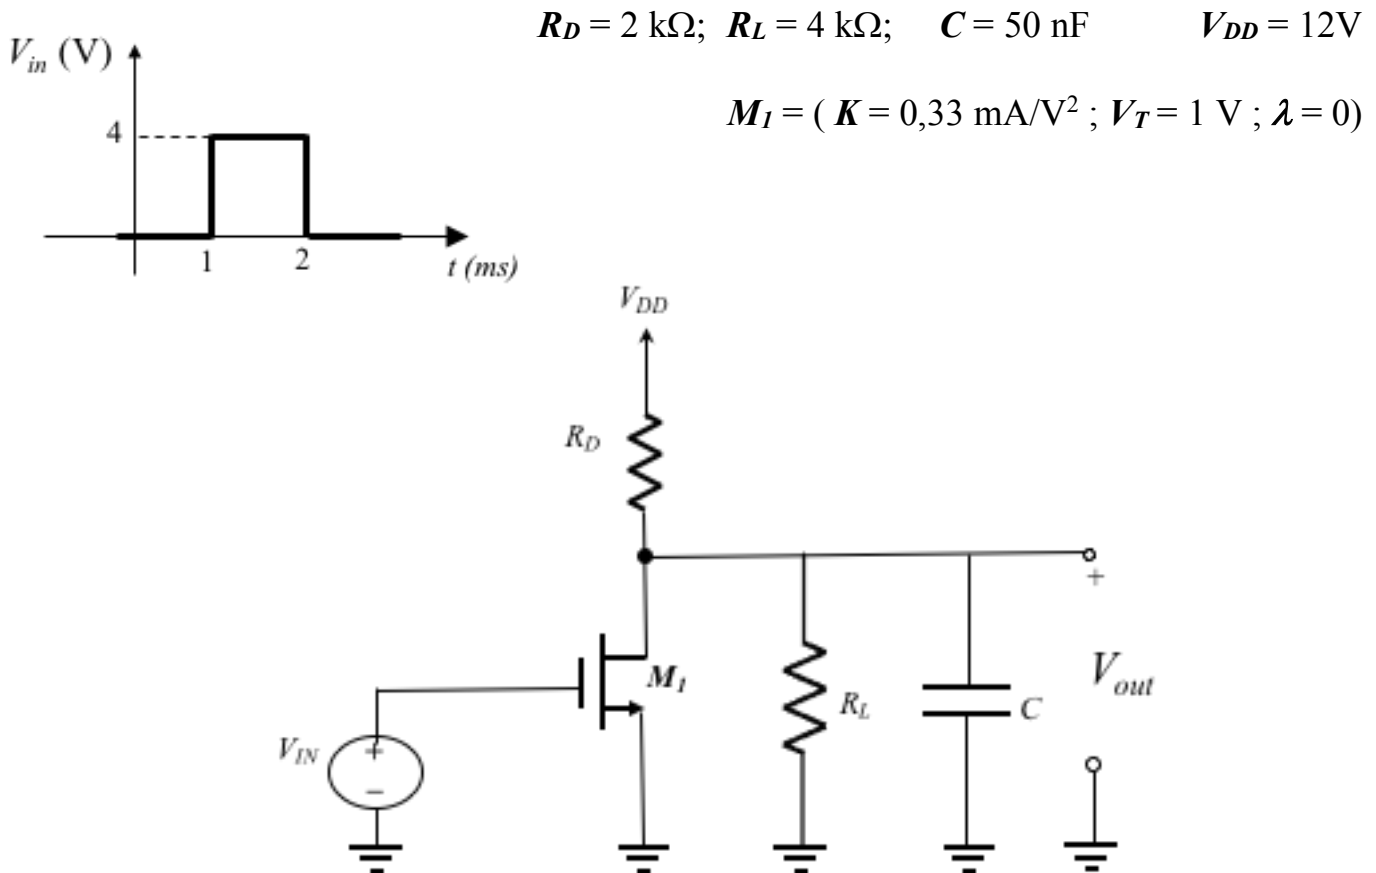 R_D = 2 kΩ; R_L = 4 kΩ; C = 50 nF V_DD = 12V
M_1 = ( K = 0,33 mA/V² ; V_T = 1 V ; λ = 0)
V_in (V)
4
1 2
t (ms)
V_DD
R_D
+
M_1
V_out
R_L
C
V_IN
+
−